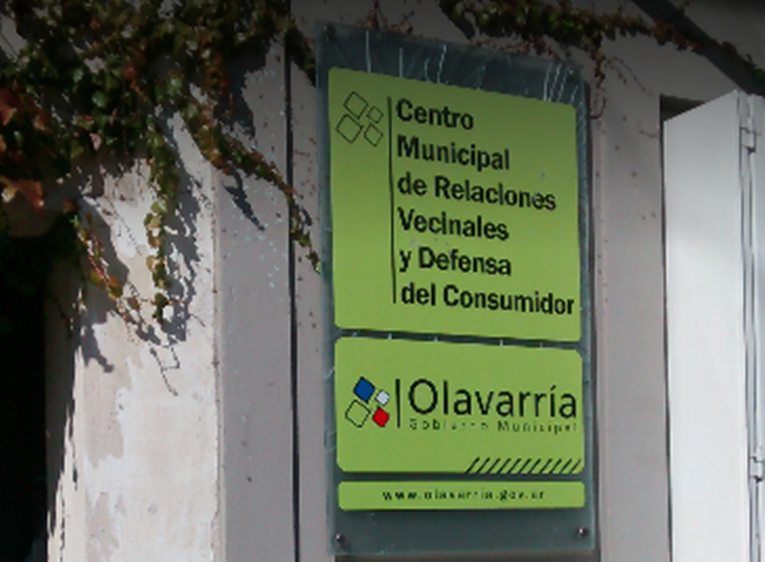 Centro
Municipal
de Relaciones
Vecinales
y Defensa
del Consumidor
Olavarría
Gobierno Municipal
www.olavarria.gov.ar